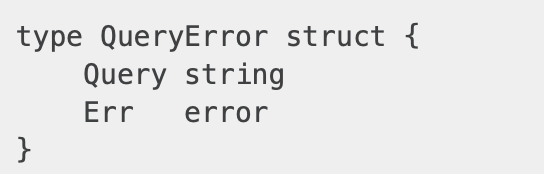 type QueryError struct {
    Query string
    Err   error
}